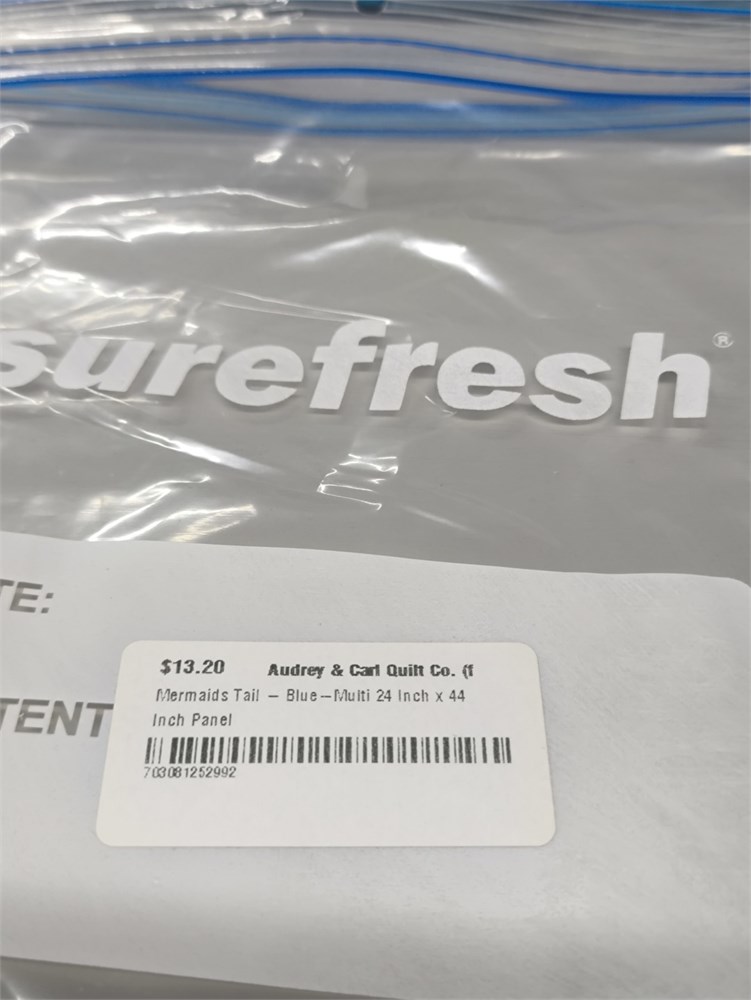 surefresh®
TE:
TENT
$13.20 Audrey & Carl Quilt Co. (f
Mermaids Tail – Blue–Multi 24 Inch x 44
Inch Panel
703081252992